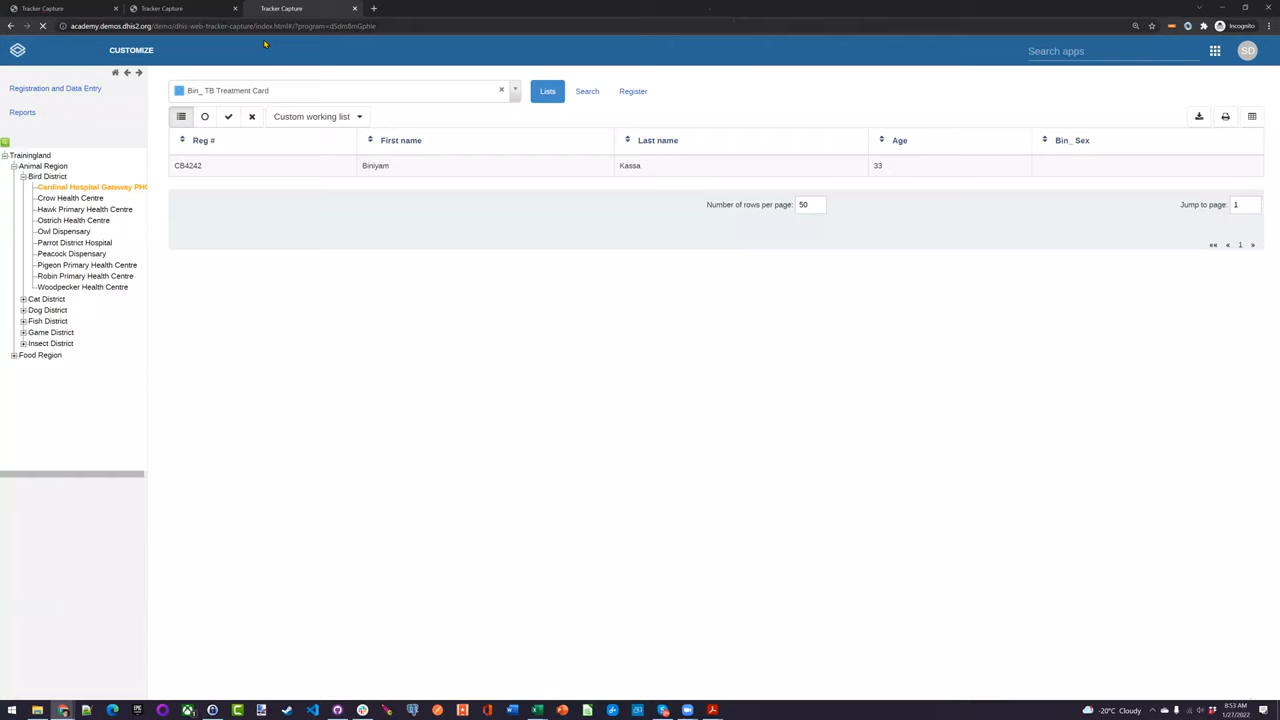 Tracker Capture
Tracker Capture
Tracker Capture
academy.demos.dhis2.org/demo/dhis-web-tracker-capture/index.html#/?program=dSdm8mGphIe
Incognito
CUSTOMIZE
Search apps
SD
Registration and Data Entry
Reports
Trainingland
Animal Region
Bird District
Cardinal Hospital Gateway PHC
Crow Health Centre
Hawk Primary Health Centre
Ostrich Health Centre
Owl Dispensary
Parrot District Hospital
Peacock Dispensary
Pigeon Primary Health Centre
Robin Primary Health Centre
Woodpecker Health Centre
Cat District
Dog District
Fish District
Game District
Insect District
Food Region
Bin_ TB Treatment Card
Lists Search Register
Custom working list
Reg # First name Last name Age Bin_ Sex
CB4242 Biniyam Kassa 33
Number of rows per page: 50 Jump to page: 1
«« « 1 »
-20°C Cloudy
8:53 AM
1/27/2022